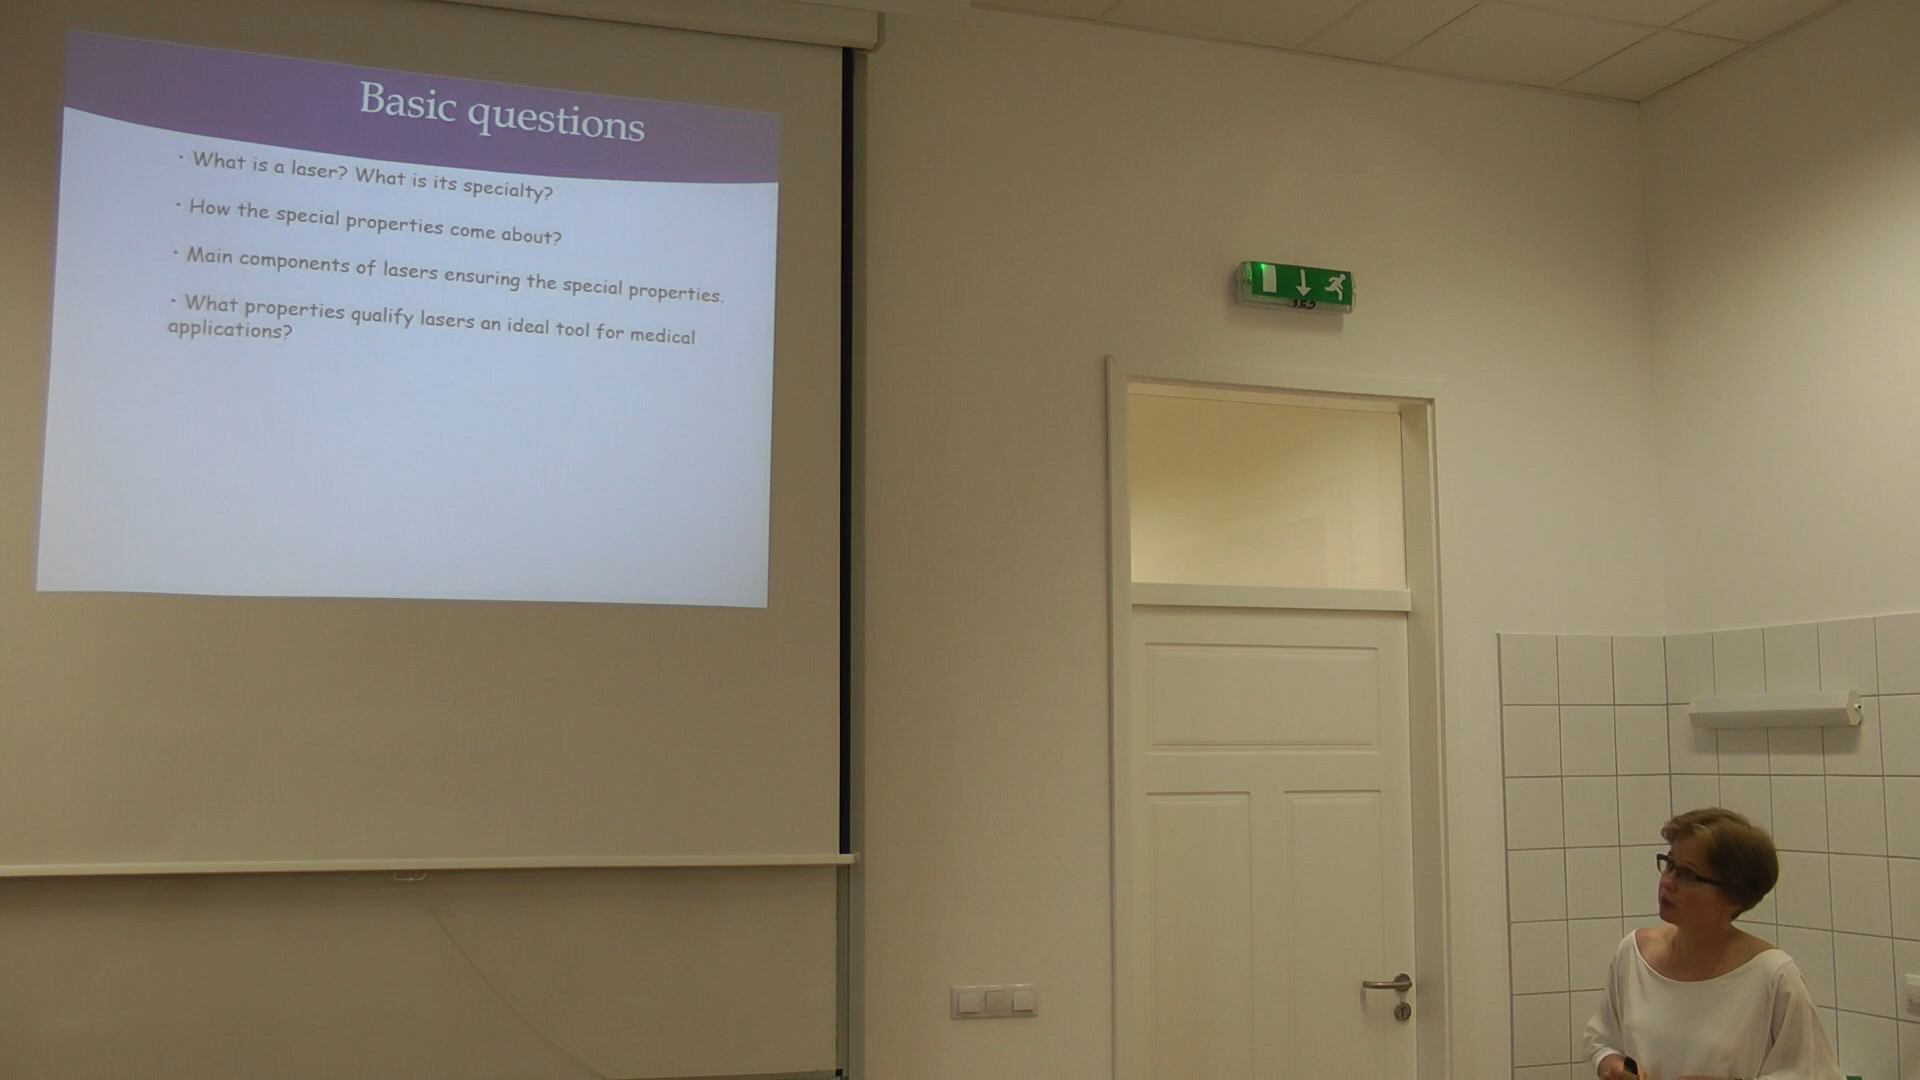 Basic questions
• What is a laser? What is its specialty?
• How the special properties come about?
• Main components of lasers ensuring the special properties.
• What properties qualify lasers an ideal tool for medical
applications?